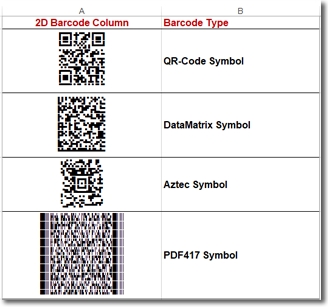 A B
2D Barcode Column Barcode Type
QR-Code Symbol
DataMatrix Symbol
Aztec Symbol
PDF417 Symbol